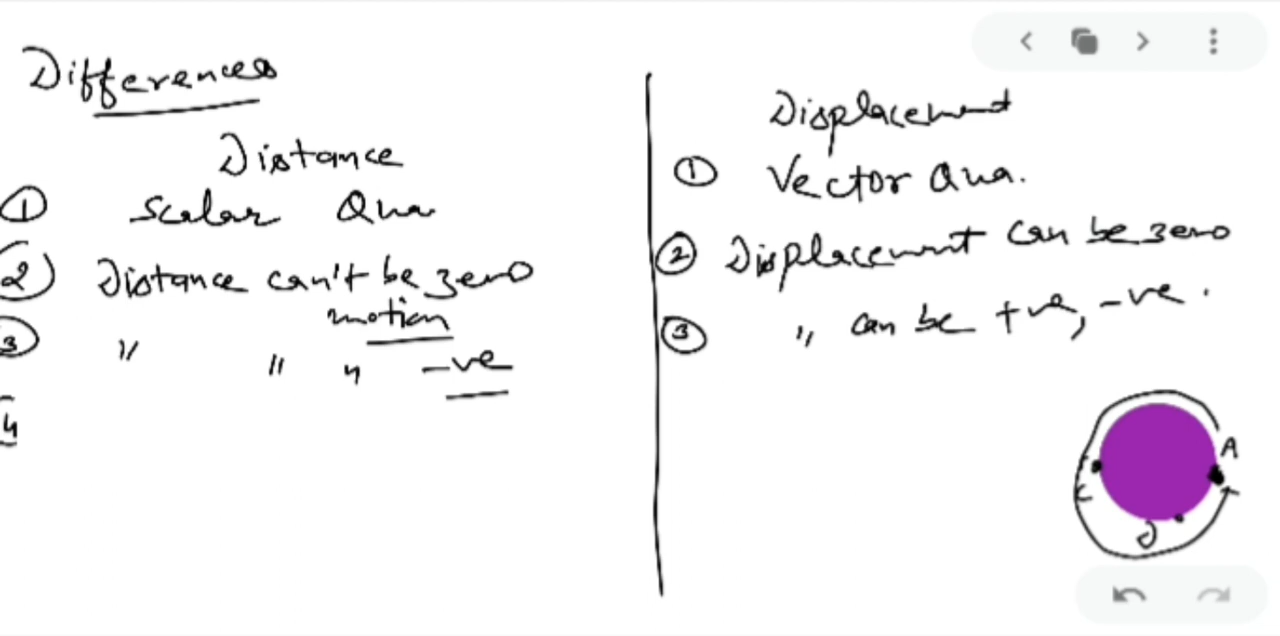 Differences
Distance
① Scalar Qua
② Distance can't be zero
motion
③ " " " -ve
4
Displacement
① Vector Qua.
② Displacement can be zero
③ " can be +ve, -ve.
A
C
D